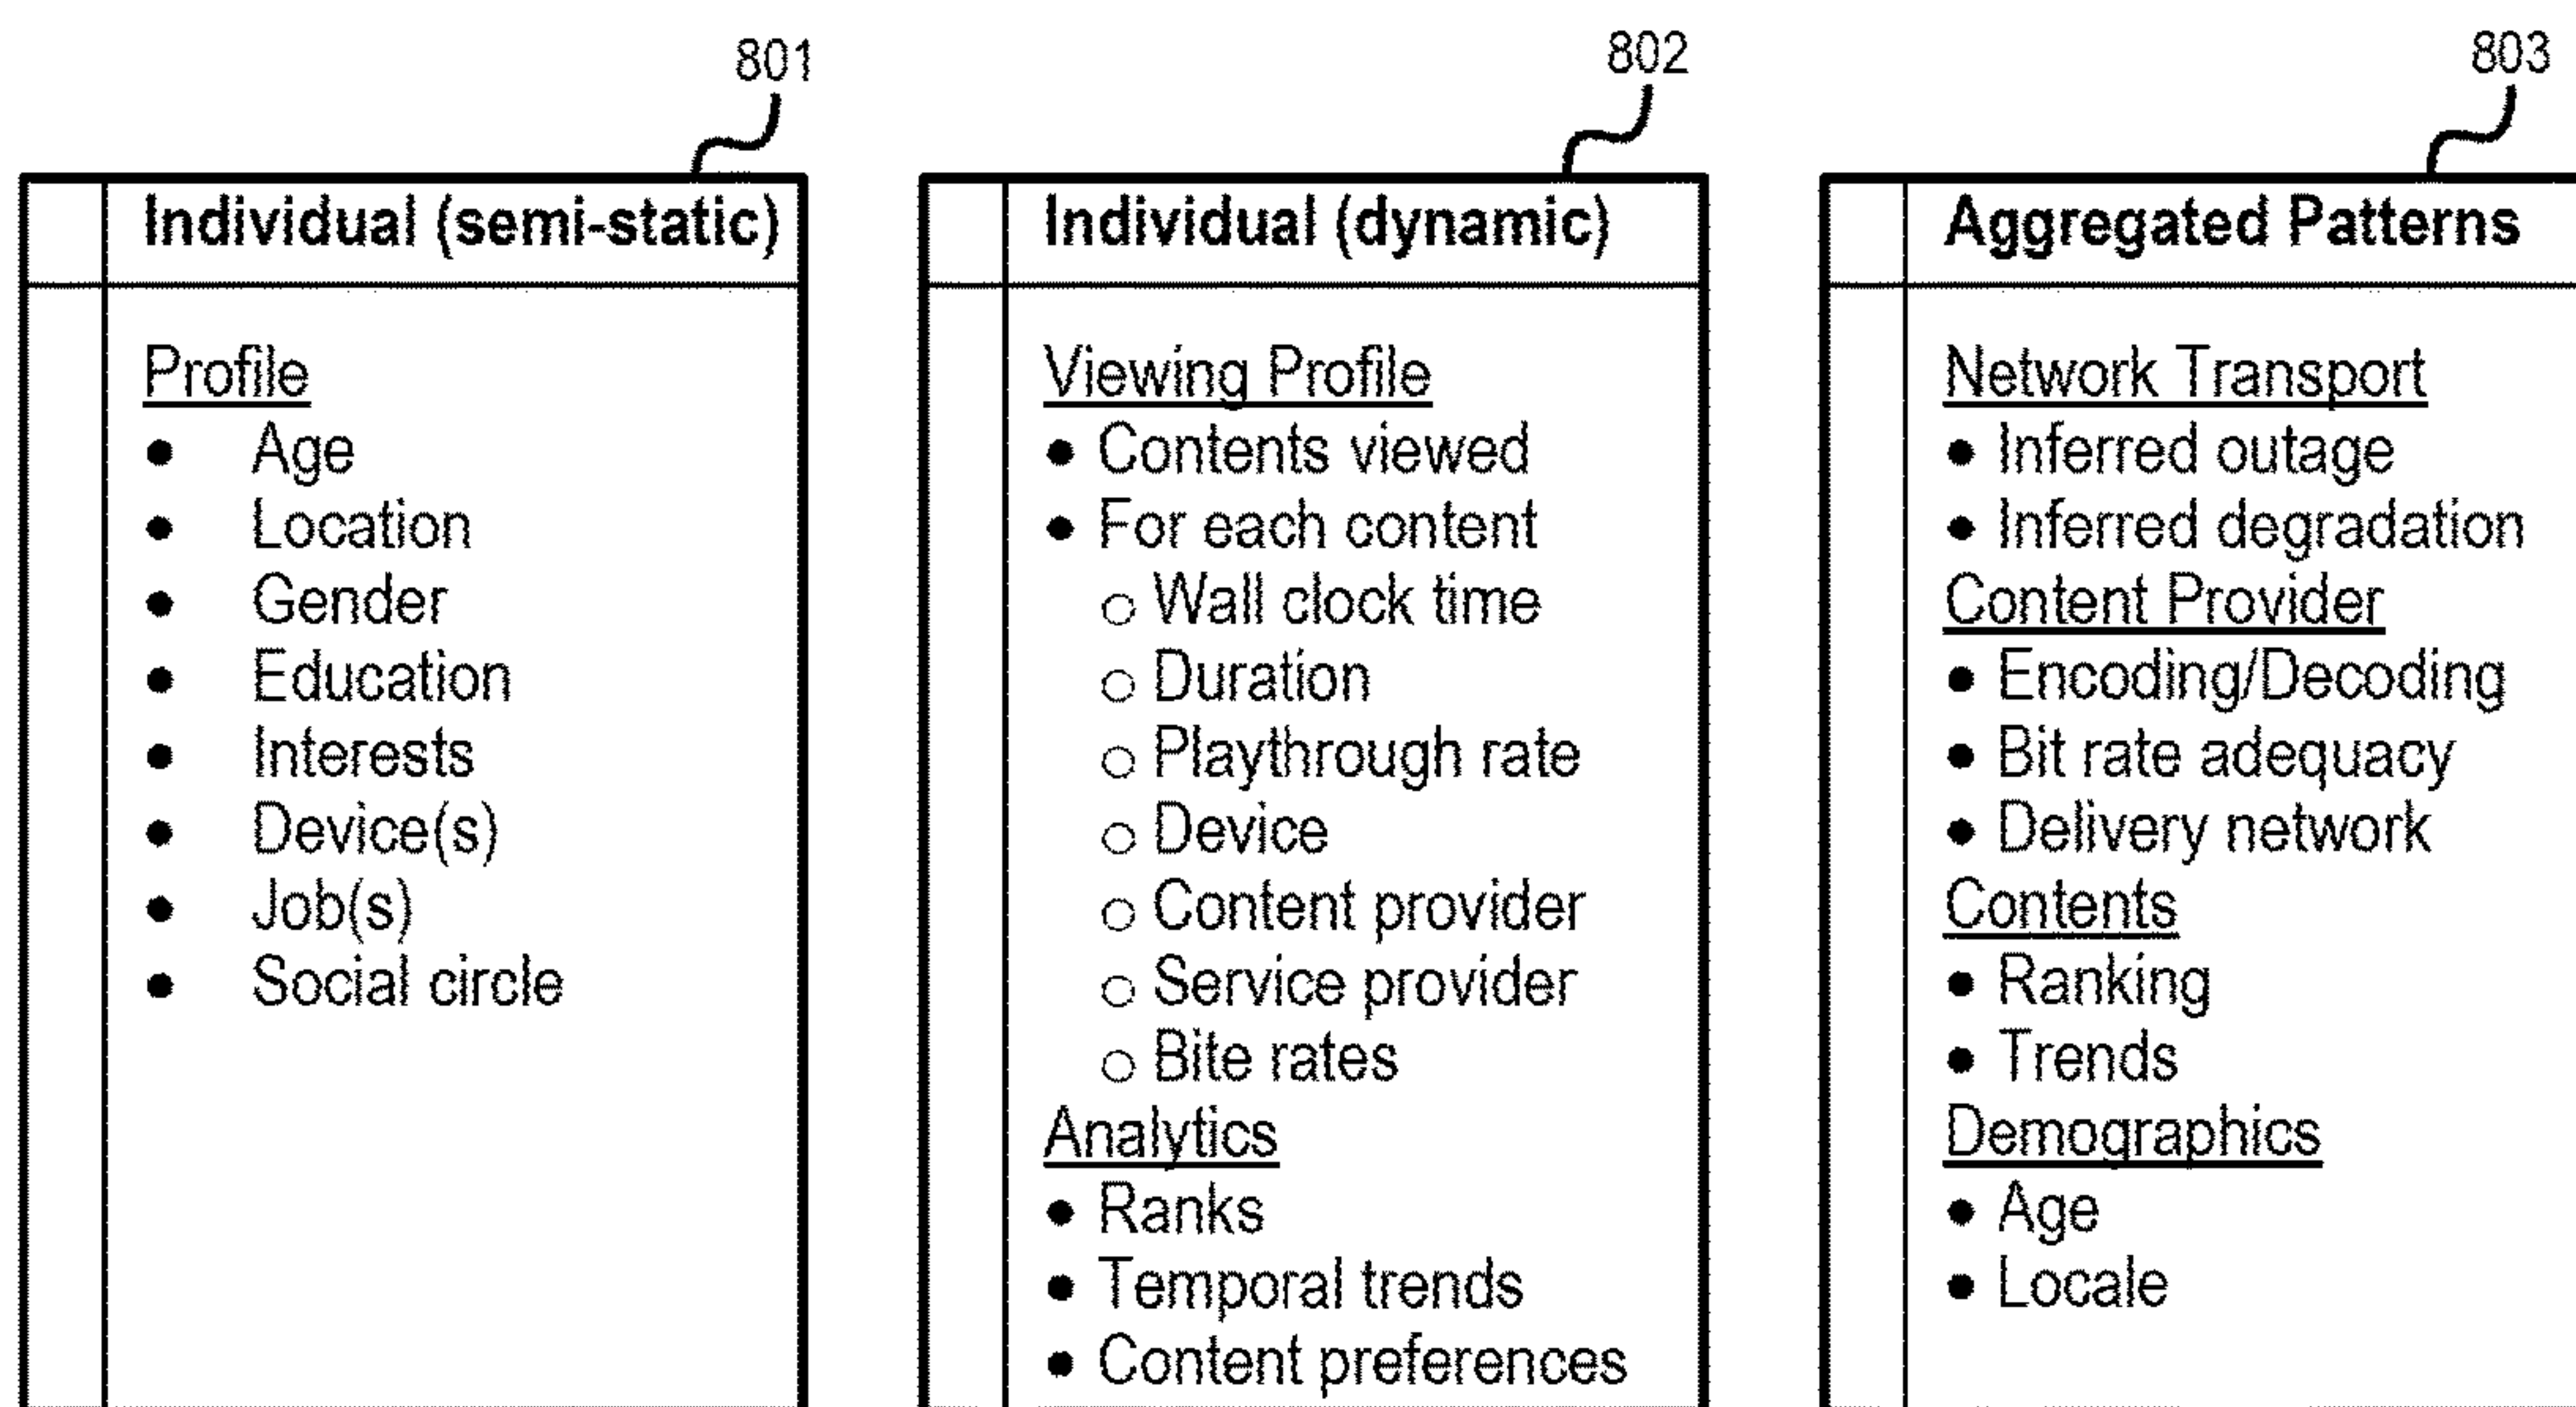 801
Individual (semi-static)
Profile
• Age
• Location
• Gender
• Education
• Interests
• Device(s)
• Job(s)
• Social circle
802
Individual (dynamic)
Viewing Profile
• Contents viewed
• For each content
○ Wall clock time
○ Duration
○ Playthrough rate
○ Device
○ Content provider
○ Service provider
○ Bite rates
Analytics
• Ranks
• Temporal trends
• Content preferences
803
Aggregated Patterns
Network Transport
• Inferred outage
• Inferred degradation
Content Provider
• Encoding/Decoding
• Bit rate adequacy
• Delivery network
Contents
• Ranking
• Trends
Demographics
• Age
• Locale